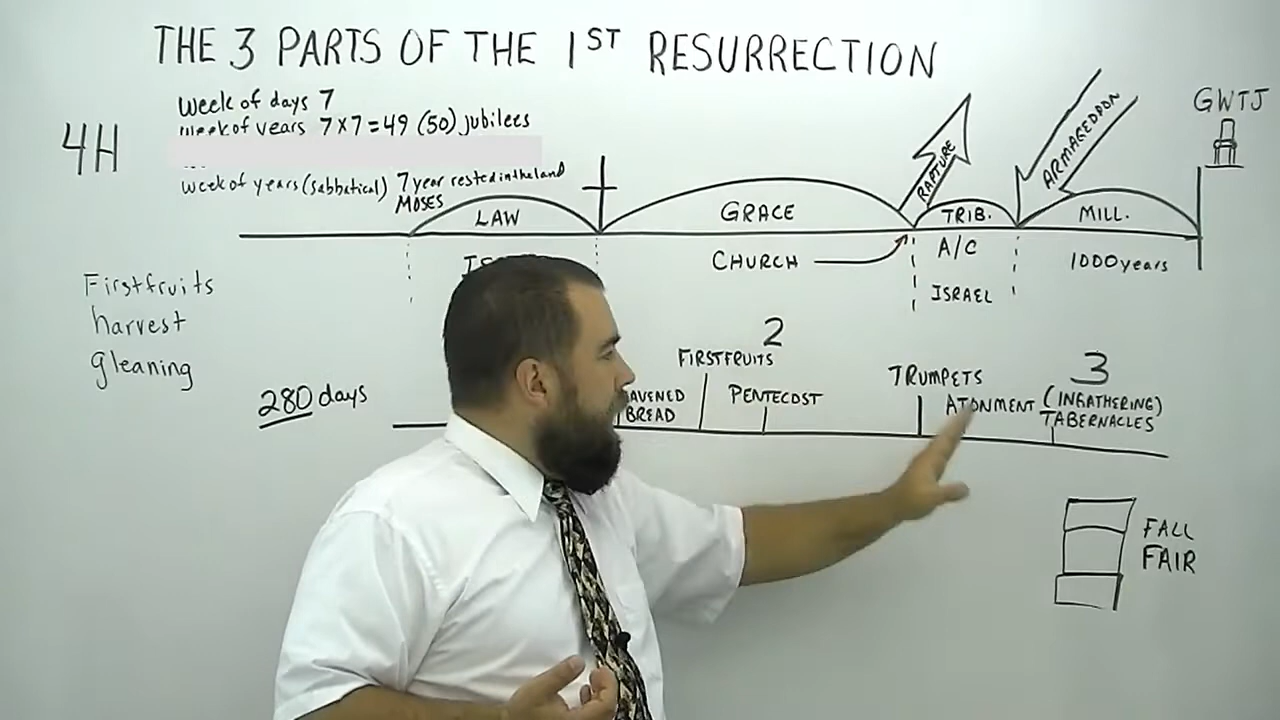 THE 3 PARTS OF THE 1ST RESURRECTION
4H
week of days 7
week of years 7x7=49 (50) jubilees
week of years (sabbatical) 7 year rested in the land
MOSES
LAW
GRACE
RAPTURE
TRIB.
ARMAGEDDON
MILL.
GWTJ
CHURCH
A/C
ISRAEL
1000 years
Firstfruits
harvest
gleaning
280 days
BREAD
FIRSTFRUITS
2
PENTECOST
TRUMPETS
ATONMENT
3
(INGATHERING)
TABERNACLES
FALL
FAIR